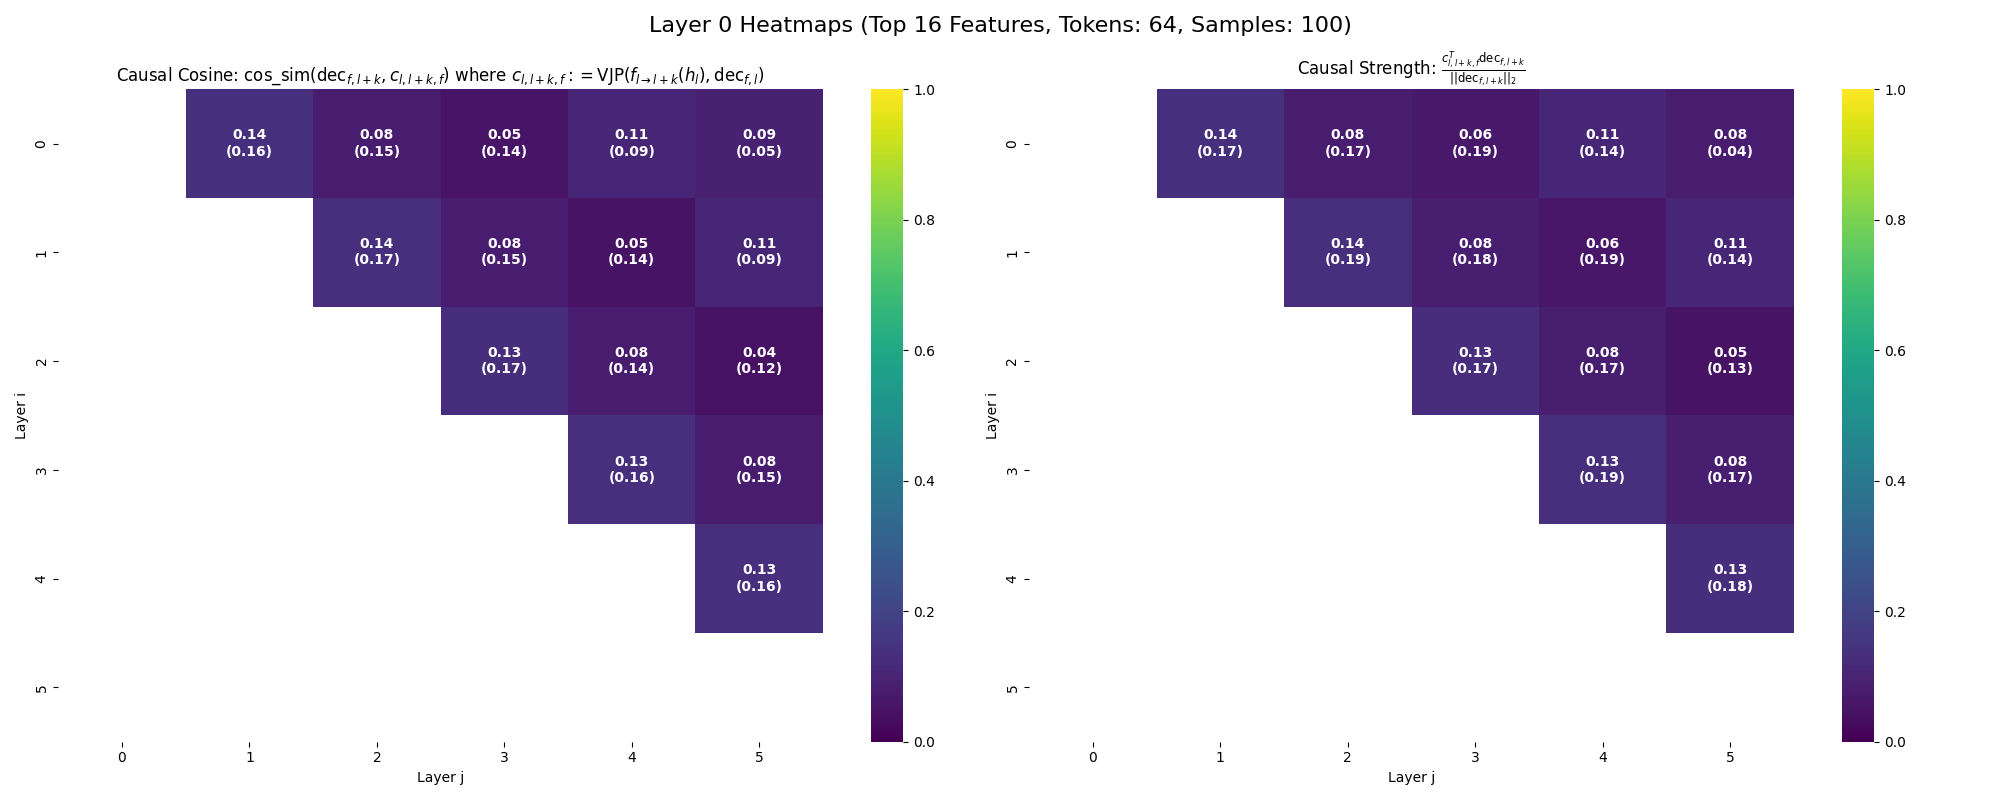 Layer 0 Heatmaps (Top 16 Features, Tokens: 64, Samples: 100)
Causal Cosine: cos_sim(dec_{f,l+k}, c_{l,l+k,f}) where c_{l,l+k,f} := VJP(f_{l→l+k}(h_l), dec_{f,l})
0.14 0.08 0.05 0.11 0.09
(0.16) (0.15) (0.14) (0.09) (0.05)
0.14 0.08 0.05 0.11
(0.17) (0.15) (0.14) (0.09)
0.13 0.08 0.04
(0.17) (0.14) (0.12)
0.13 0.08
(0.16) (0.15)
0.13
(0.16)
0
1
2
3
4
5
Layer i
0 1 2 3 4 5
Layer j
1.0
0.8
0.6
0.4
0.2
0.0
Causal Strength: \frac{c_{l,l+k,f}^T dec_{f,l+k}}{||dec_{f,l+k}||_2}
0.14 0.08 0.06 0.11 0.08
(0.17) (0.17) (0.19) (0.14) (0.04)
0.14 0.08 0.06 0.11
(0.19) (0.18) (0.19) (0.14)
0.13 0.08 0.05
(0.17) (0.17) (0.13)
0.13 0.08
(0.19) (0.17)
0.13
(0.18)
0
1
2
3
4
5
Layer i
0 1 2 3 4 5
Layer j
1.0
0.8
0.6
0.4
0.2
0.0